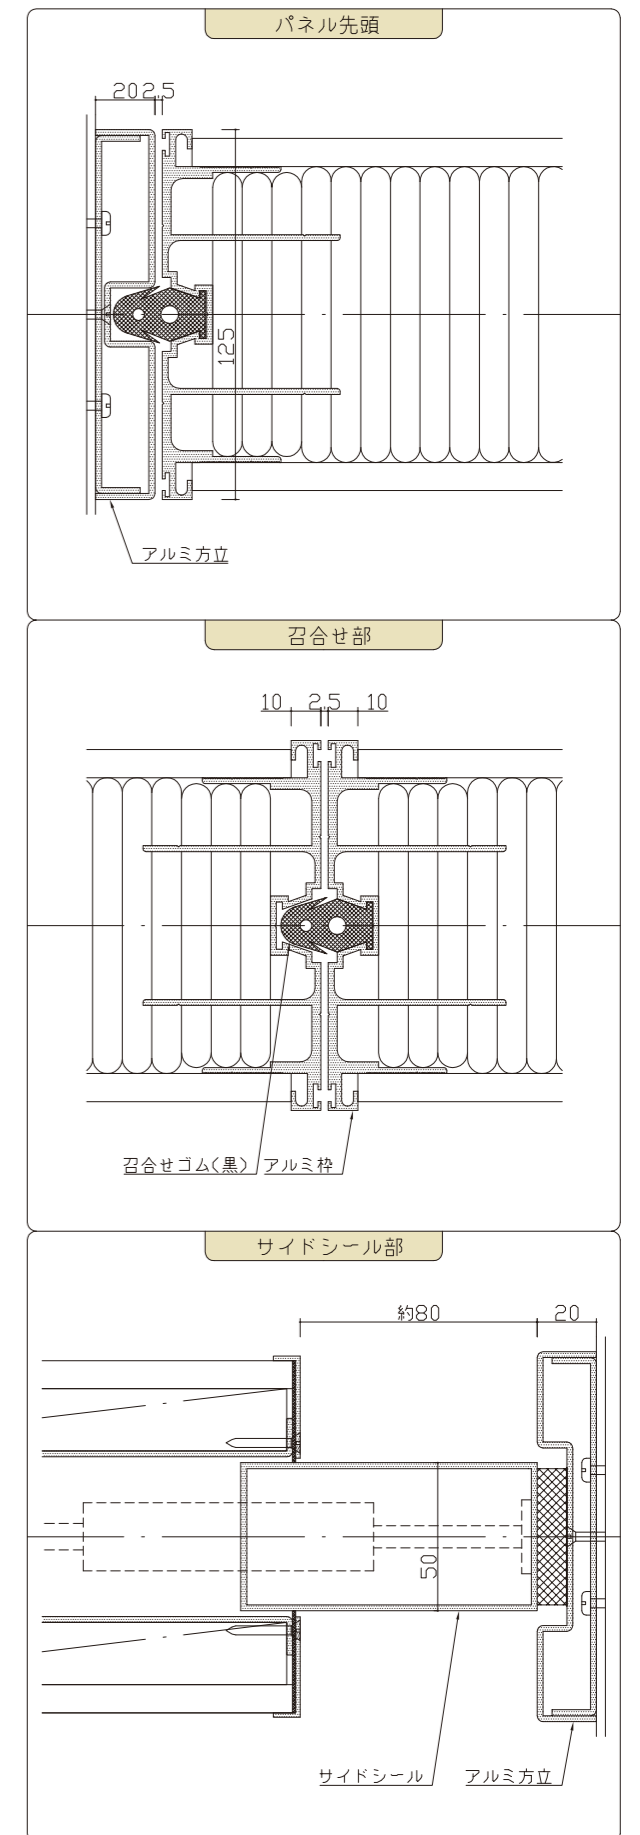 パネル先頭
20 2.5
125
アルミ方立
召合せ部
10 2.5 10
召合せゴム(黒) アルミ枠
サイドシール部
約80 20
50
サイドシール アルミ方立